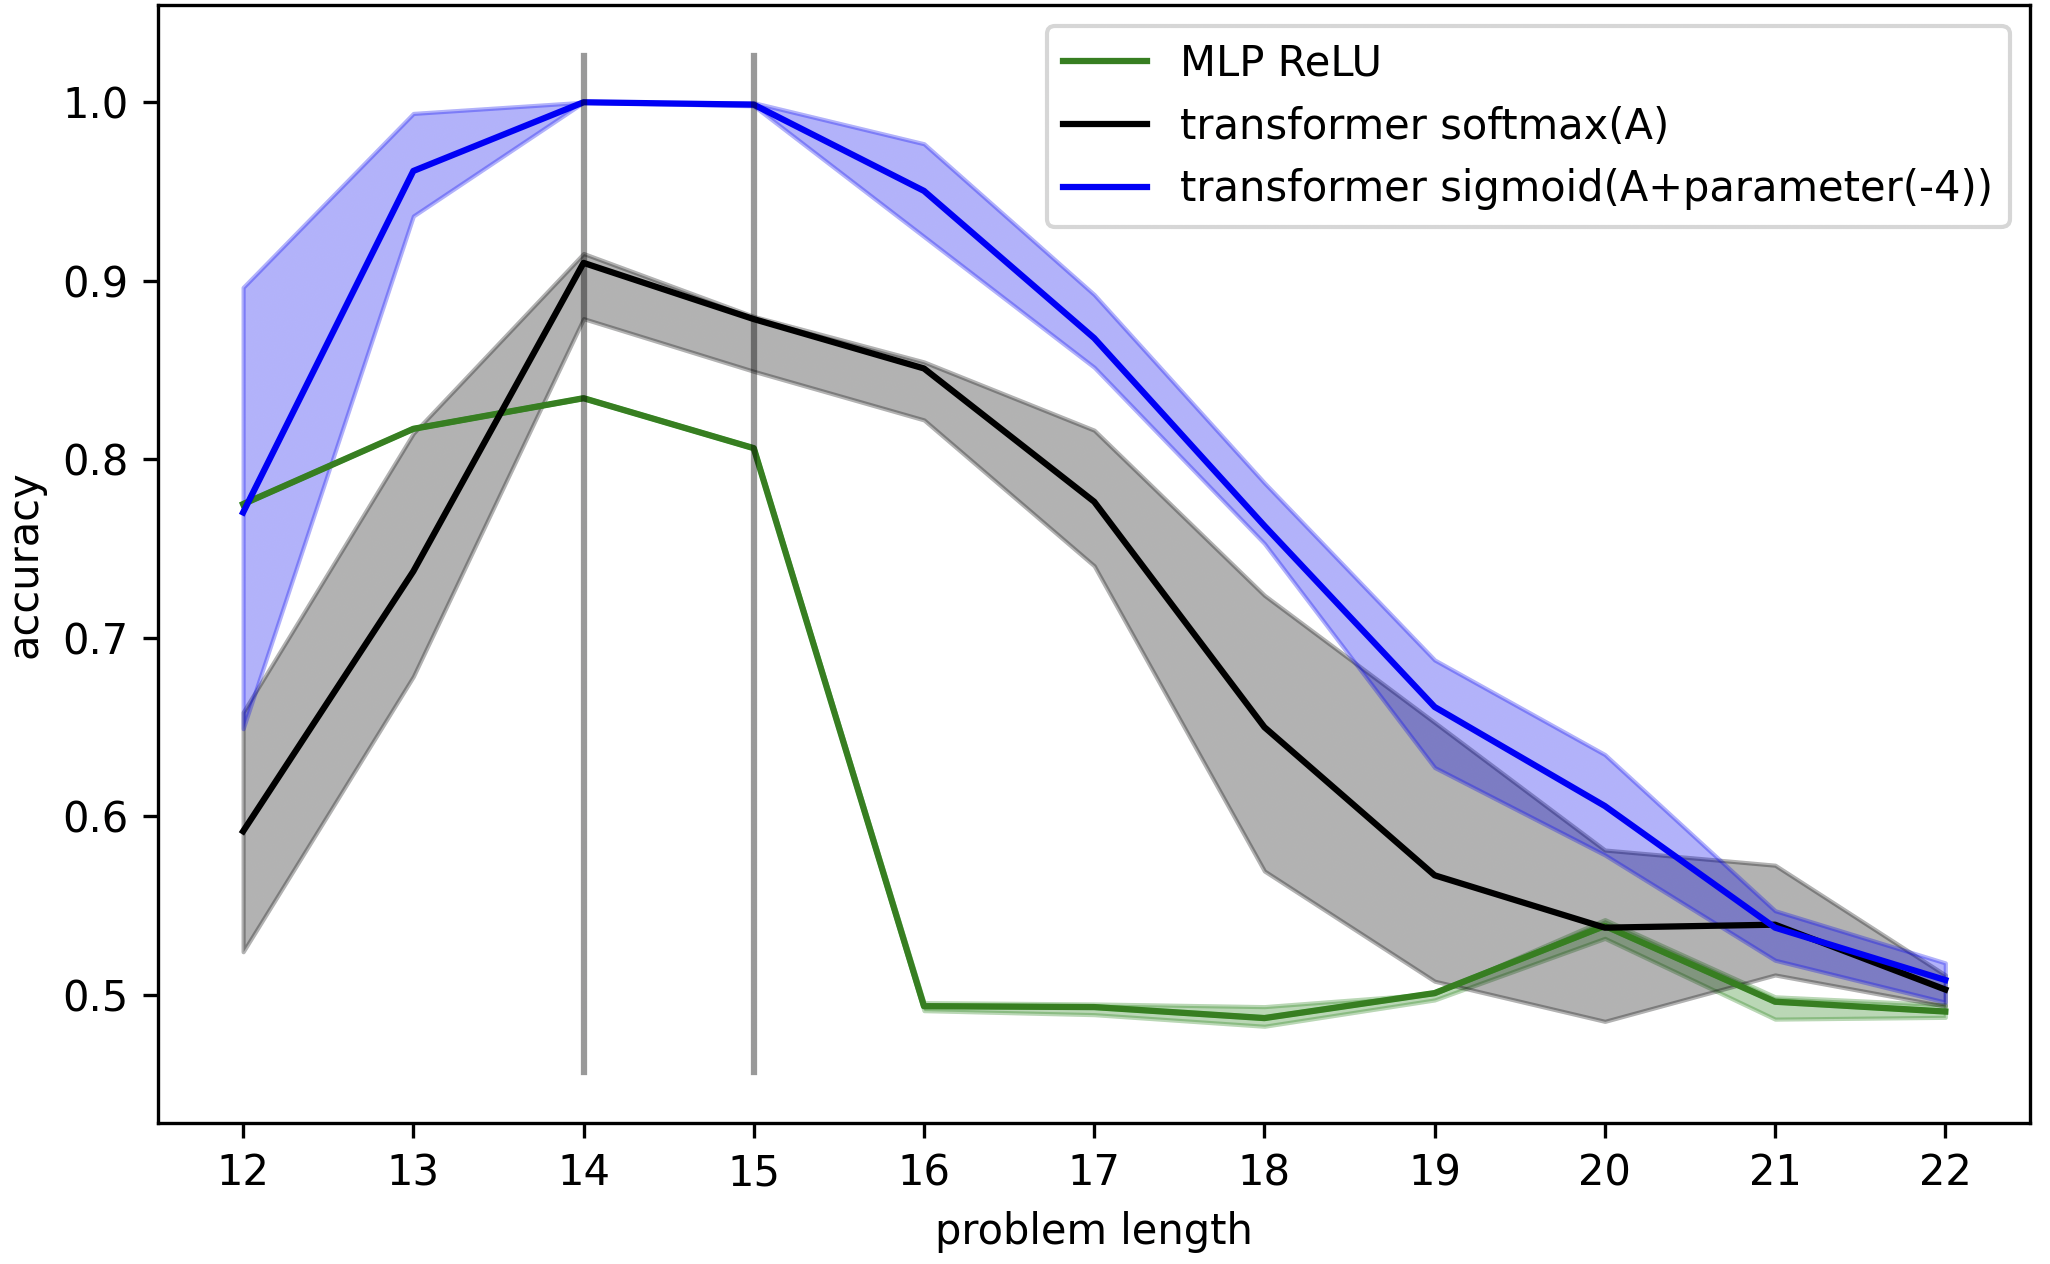 MLP ReLU
transformer softmax(A)
transformer sigmoid(A+parameter(-4))
1.0
0.9
0.8
0.7
0.6
0.5
accuracy
12 13 14 15 16 17 18 19 20 21 22
problem length